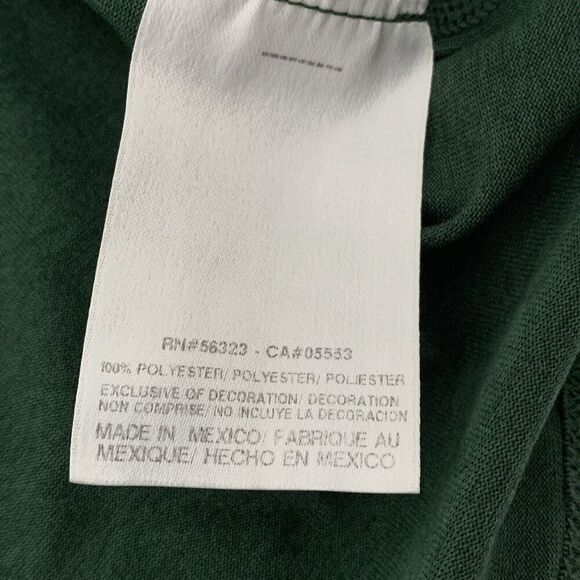 RN#56323 - CA#05553
100% POLYESTER/ POLYESTER/ POLIESTER
EXCLUSIVE OF DECORATION/ DECORATION
NON COMPRISE/ NO INCLUYE LA DECORACION
MADE IN MEXICO/ FABRIQUE AU
MEXIQUE/ HECHO EN MEXICO